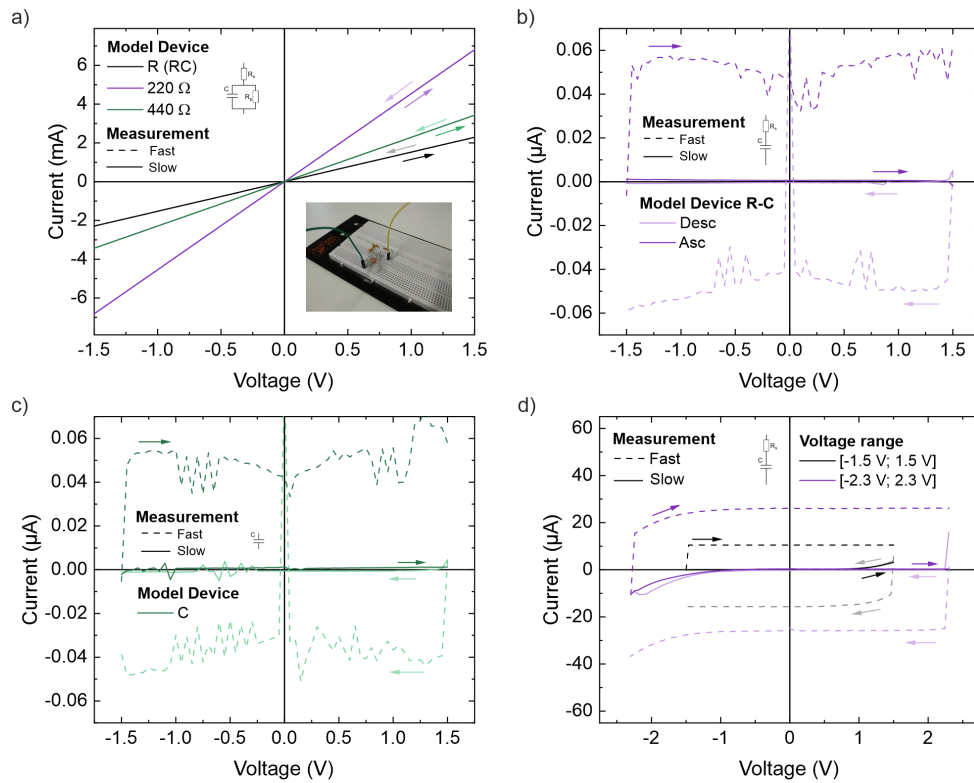 a)
Model Device
R (RC)
220 Ω
440 Ω
Measurement
Fast
Slow
Rs
C
Rp
6
4
2
0
-2
-4
-6
Current (mA)
-1.5 -1.0 -0.5 0.0 0.5 1.0 1.5
Voltage (V)
b)
Measurement
Fast
Slow
Rs
C
Model Device R-C
Desc
Asc
0.06
0.04
0.02
0.00
-0.02
-0.04
-0.06
Current (µA)
-1.5 -1.0 -0.5 0.0 0.5 1.0 1.5
Voltage (V)
c)
Measurement
Fast
Slow
C
Model Device
C
0.06
0.04
0.02
0.00
-0.02
-0.04
-0.06
Current (µA)
-1.5 -1.0 -0.5 0.0 0.5 1.0 1.5
Voltage (V)
d)
Measurement
Fast
Slow
Rs
C
Voltage range
[-1.5 V; 1.5 V]
[-2.3 V; 2.3 V]
60
40
20
0
-20
-40
-60
Current (µA)
-2 -1 0 1 2
Voltage (V)